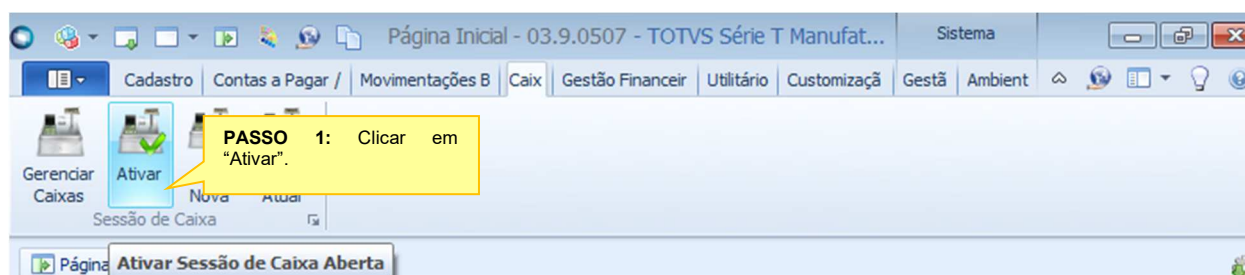 Página Inicial - 03.9.0507 - TOTVS Série T Manufat... Sistema
Cadastro Contas a Pagar / Movimentações B Caix Gestão Financeir Utilitário Customizaçã Gestã Ambient
PASSO 1: Clicar em
“Ativar”.
Gerenciar Ativar
Caixas Nova Atual
Sessão de Caixa
Página Ativar Sessão de Caixa Aberta